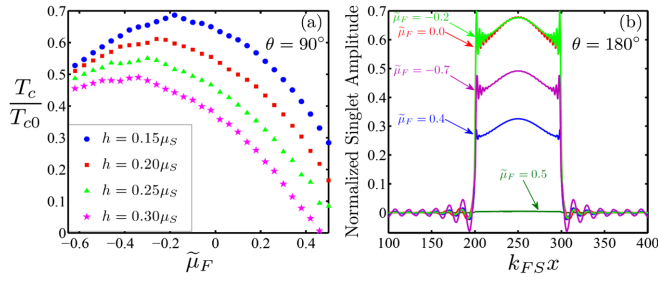 (a)
θ = 90°
T_c / T_c0
0.7
0.6
0.5
0.4
0.3
0.2
0.1
0
h = 0.15μ_S
h = 0.20μ_S
h = 0.25μ_S
h = 0.30μ_S
−0.6 −0.4 −0.2 0 0.2 0.4
μ̃_F
(b)
θ = 180°
Normalized Singlet Amplitude
0.7
0.6
0.5
0.4
0.3
0.2
0.1
0
μ̃_F = −0.2
μ̃_F = 0.0
μ̃_F = −0.7
μ̃_F = 0.4
μ̃_F = 0.5
100 150 200 250 300 350 400
k_FS x